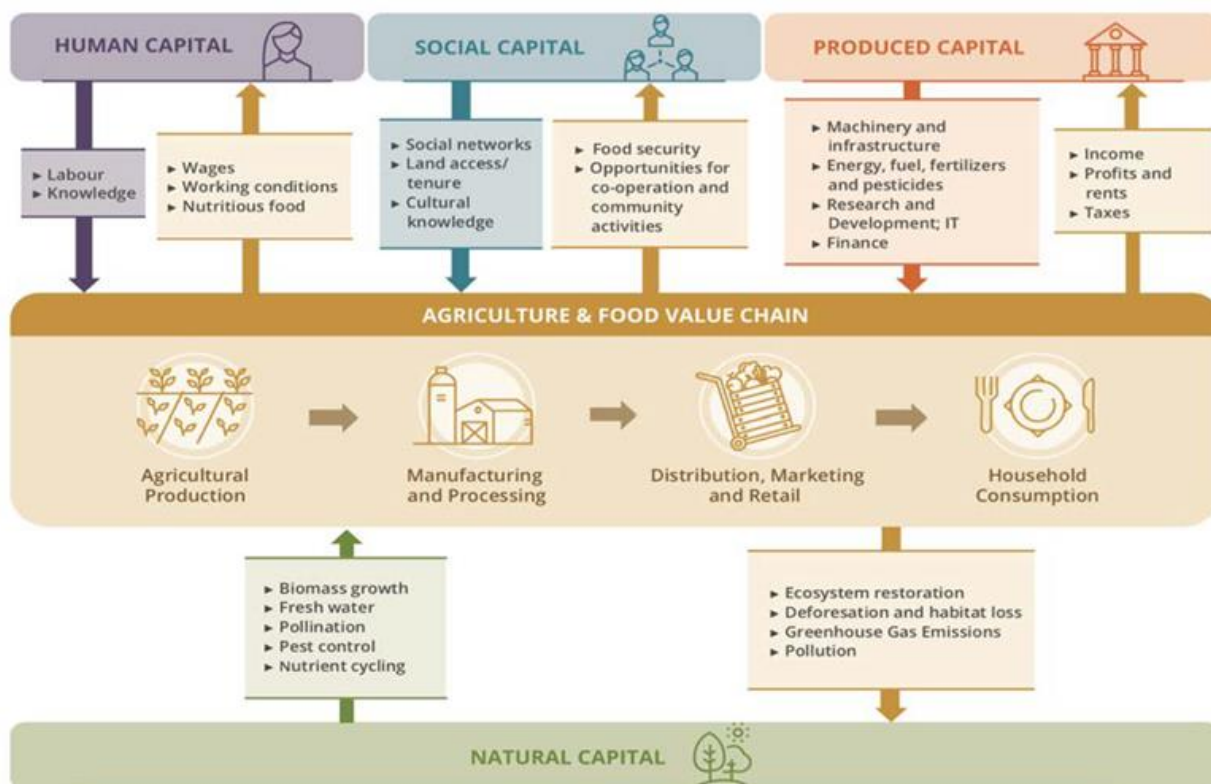 HUMAN CAPITAL
SOCIAL CAPITAL
PRODUCED CAPITAL
► Labour
► Knowledge
► Wages
► Working conditions
► Nutritious food
► Social networks
► Land access/
tenure
► Cultural
knowledge
► Food security
► Opportunities for
co-operation and
community
activities
► Machinery and
infrastructure
► Energy, fuel, fertilizers
and pesticides
► Research and
Development; IT
► Finance
► Income
► Profits and
rents
► Taxes
AGRICULTURE & FOOD VALUE CHAIN
Agricultural
Production
Manufacturing
and Processing
Distribution, Marketing
and Retail
Household
Consumption
► Biomass growth
► Fresh water
► Pollination
► Pest control
► Nutrient cycling
► Ecosystem restoration
► Deforesation and habitat loss
► Greenhouse Gas Emissions
► Pollution
NATURAL CAPITAL